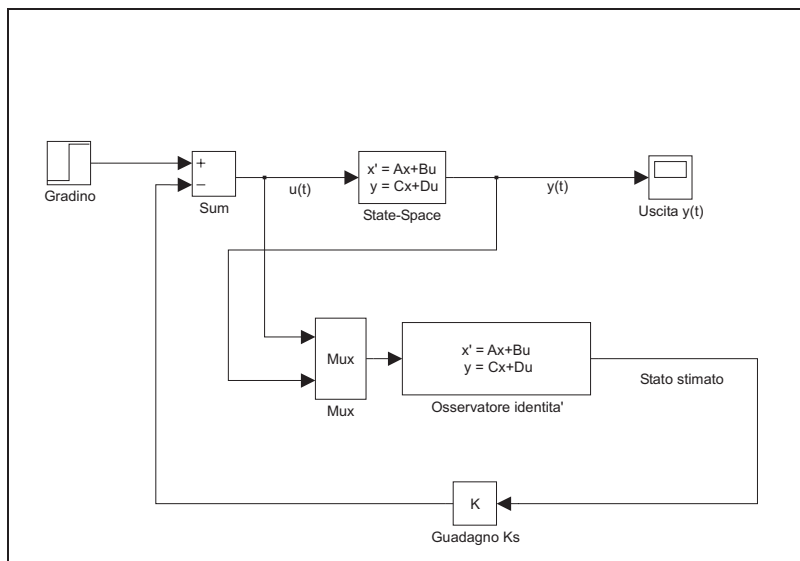 Gradino
+
−
Sum
u(t)
x' = Ax+Bu
y = Cx+Du
State-Space
y(t)
Uscita y(t)
Mux
Mux
x' = Ax+Bu
y = Cx+Du
Osservatore identita'
Stato stimato
K
Guadagno Ks